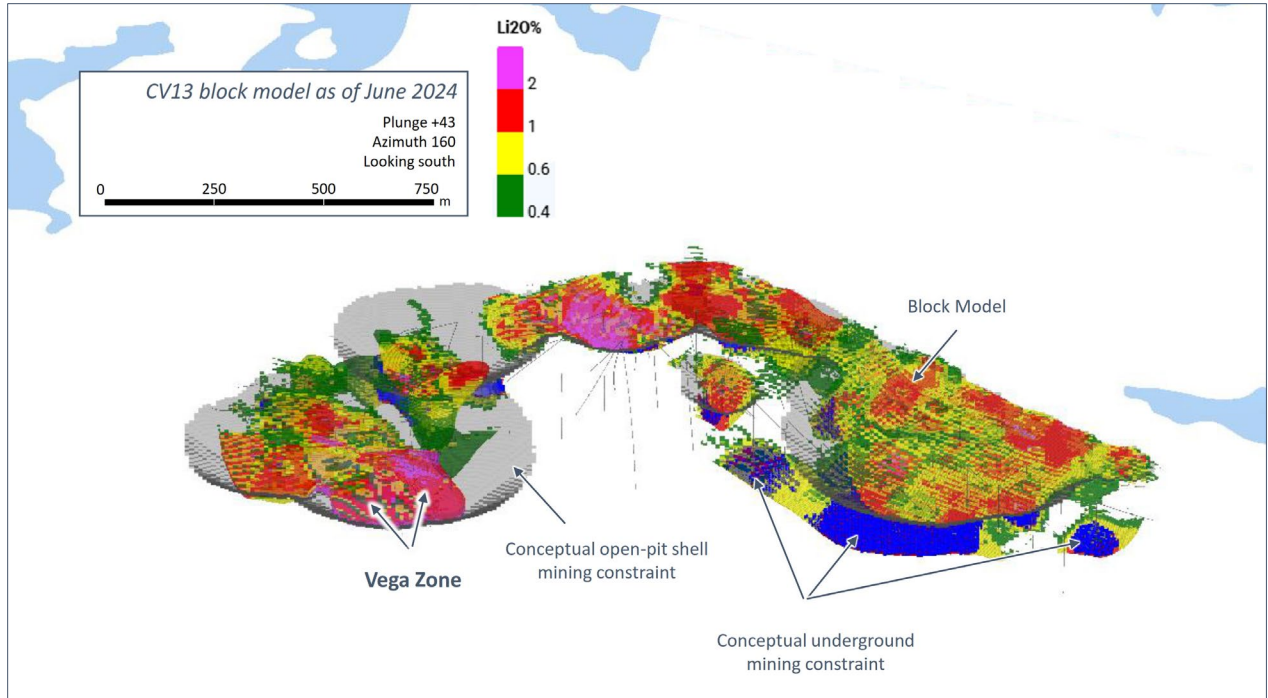 Li2O%
2
1
0.6
0.4
CV13 block model as of June 2024
Plunge +43
Azimuth 160
Looking south
0 250 500 750 m
Block Model
Conceptual open-pit shell
mining constraint
Vega Zone
Conceptual underground
mining constraint